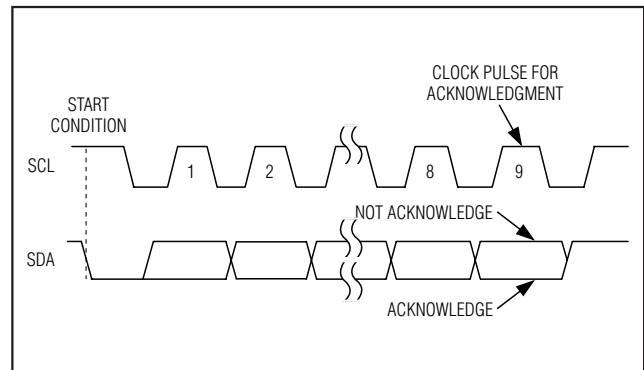 CLOCK PULSE FOR
ACKNOWLEDGMENT
START
CONDITION
SCL
1
2
8
9
NOT ACKNOWLEDGE
SDA
ACKNOWLEDGE